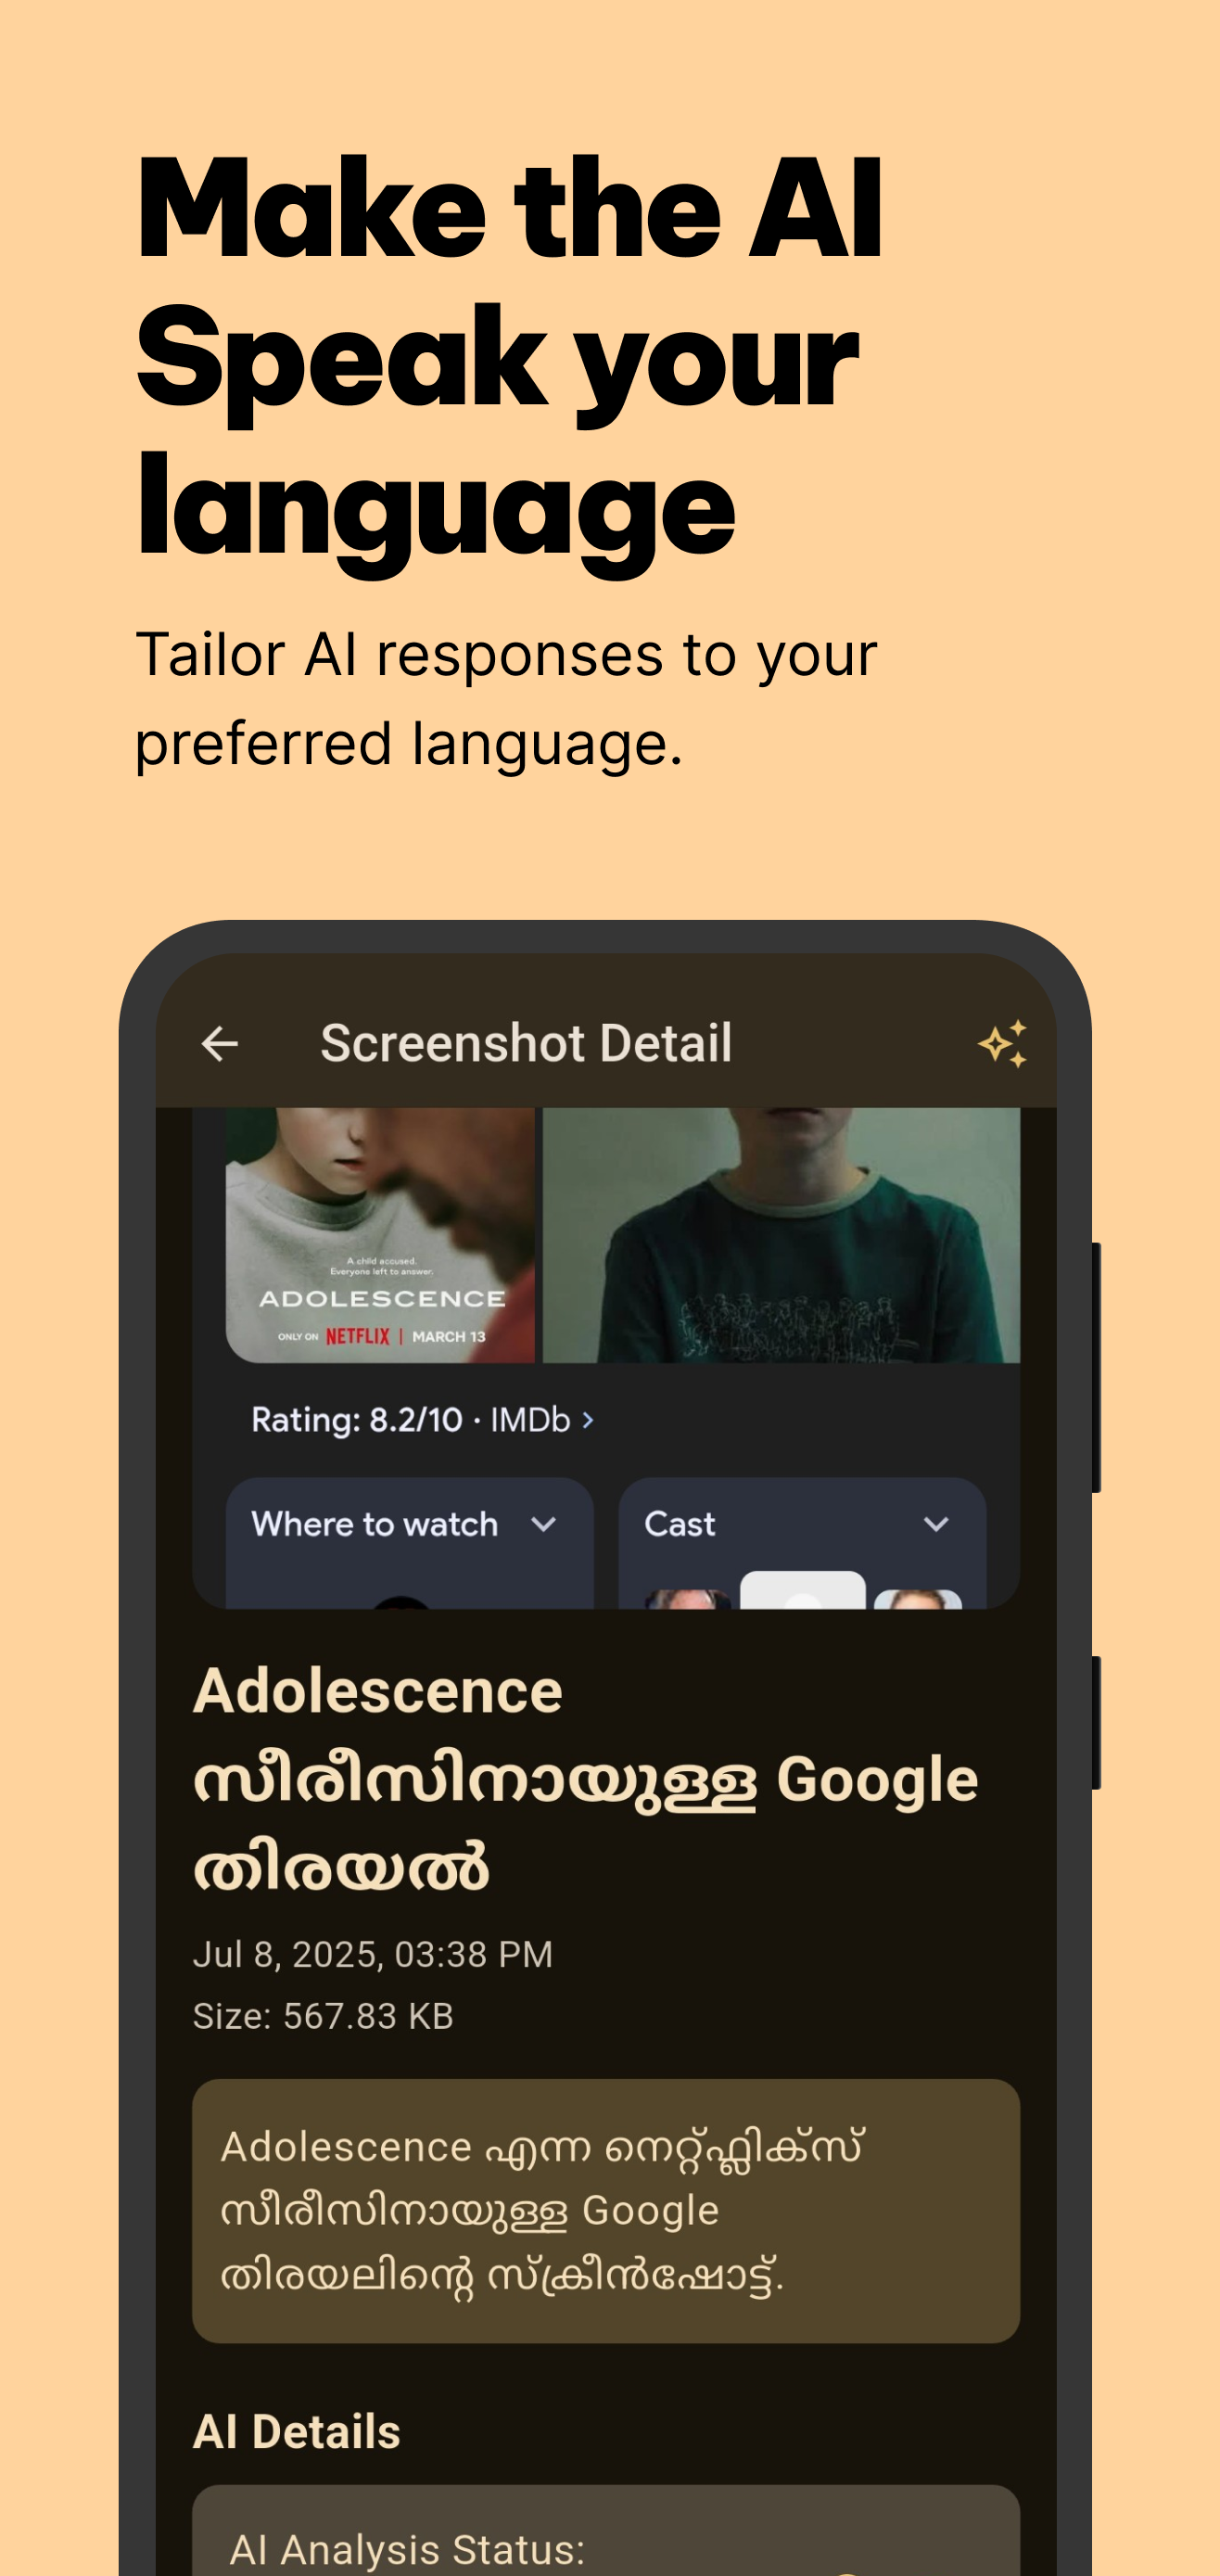 Make the AI
Speak your
language
Tailor AI responses to your
preferred language.
Screenshot Detail
A child accused.
Everyone left to answer.
ADOLESCENCE
ONLY ON NETFLIX | MARCH 13
Rating: 8.2/10 · IMDb
Where to watch
Cast
Adolescence
സീരീസിനായുള്ള Google
തിരയൽ
Jul 8, 2025, 03:38 PM
Size: 567.83 KB
Adolescence എന്ന നെറ്റ്ഫ്ലിക്സ്
സീരീസിനായുള്ള Google
തിരയലിന്റെ സ്ക്രീൻഷോട്ട്.
AI Details
AI Analysis Status: